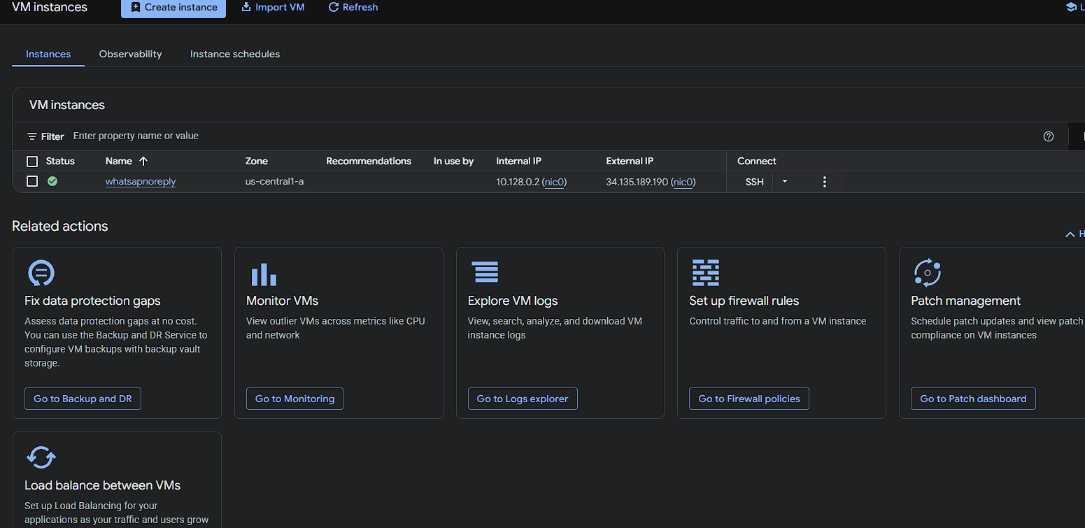 VM instances
Create instance
Import VM
Refresh
Instances
Observability
Instance schedules
VM instances
Filter Enter property name or value
Status Name Zone Recommendations In use by Internal IP External IP Connect
whatsapnoreply us-central1-a 10.128.0.2 (nic0) 34.135.189.190 (nic0) SSH
Related actions
Fix data protection gaps
Assess data protection gaps at no cost.
You can use the Backup and DR Service to
configure VM backups with backup vault
storage.
Go to Backup and DR
Monitor VMs
View outlier VMs across metrics like CPU
and network
Go to Monitoring
Explore VM logs
View, search, analyze, and download VM
instance logs
Go to Logs explorer
Set up firewall rules
Control traffic to and from a VM instance
Go to Firewall policies
Patch management
Schedule patch updates and view patch
compliance on VM instances
Go to Patch dashboard
Load balance between VMs
Set up Load Balancing for your
applications as your traffic and users grow